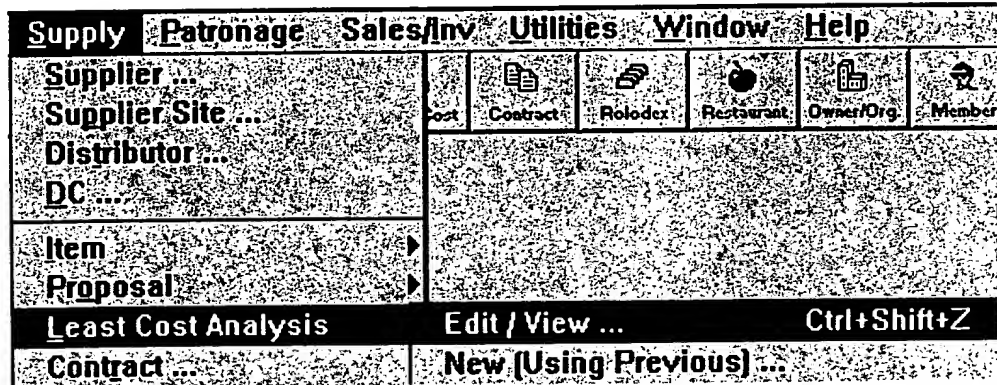 Supply Patronage Sales/Inv Utilities Window Help
Supplier ...
Supplier Site ...
Distributor ...
DC ...
Cost Contract Rolodex Restaurant Owner/Org. Member
Item
Proposal
Least Cost Analysis Edit / View ... Ctrl+Shift+Z
Contract ... New (Using Previous) ...